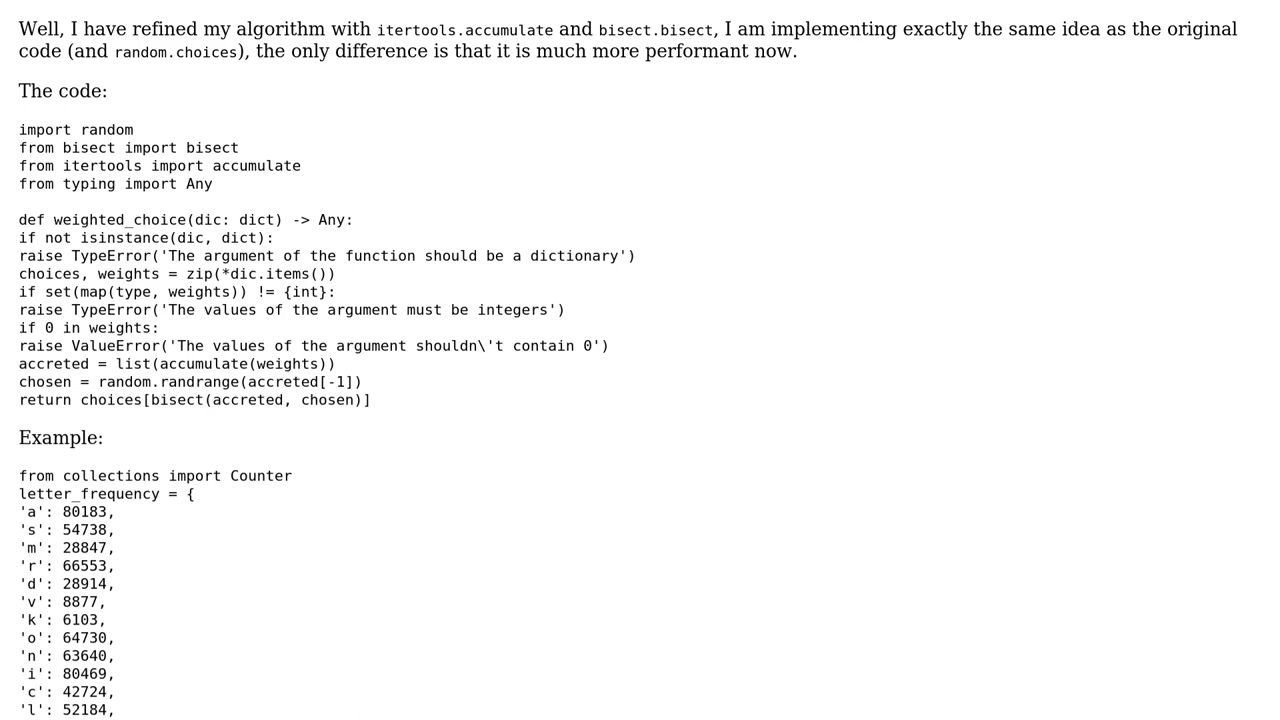 Well, I have refined my algorithm with itertools.accumulate and bisect.bisect, I am implementing exactly the same idea as the original
code (and random.choices), the only difference is that it is much more performant now.
The code:
import random
from bisect import bisect
from itertools import accumulate
from typing import Any
def weighted_choice(dic: dict) -> Any:
if not isinstance(dic, dict):
raise TypeError('The argument of the function should be a dictionary')
choices, weights = zip(*dic.items())
if set(map(type, weights)) != {int}:
raise TypeError('The values of the argument must be integers')
if 0 in weights:
raise ValueError('The values of the argument shouldn\'t contain 0')
accreted = list(accumulate(weights))
chosen = random.randrange(accreted[-1])
return choices[bisect(accreted, chosen)]
Example:
from collections import Counter
letter_frequency = {
'a': 80183,
's': 54738,
'm': 28847,
'r': 66553,
'd': 28914,
'v': 8877,
'k': 6103,
'o': 64730,
'n': 63640,
'i': 80469,
'c': 42724,
'l': 52184,